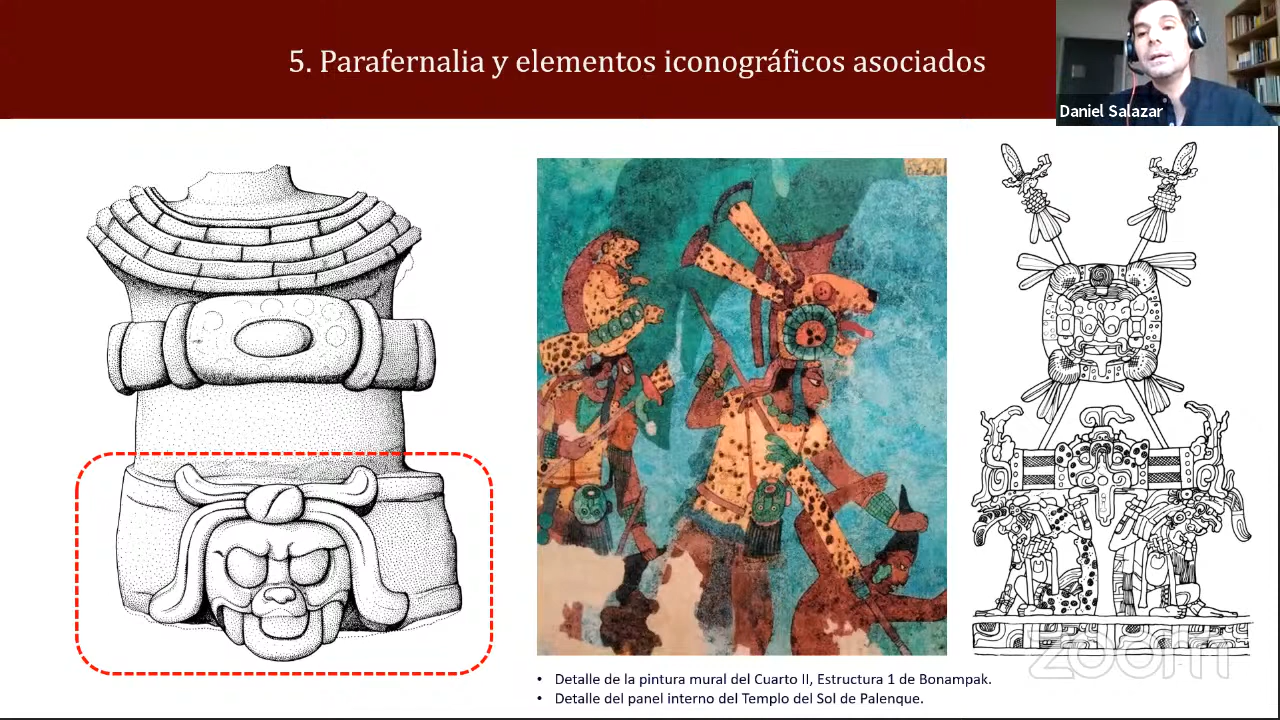 5. Parafernalia y elementos iconográficos asociados
Daniel Salazar
• Detalle de la pintura mural del Cuarto II, Estructura 1 de Bonampak.
• Detalle del panel interno del Templo del Sol de Palenque.
zoom